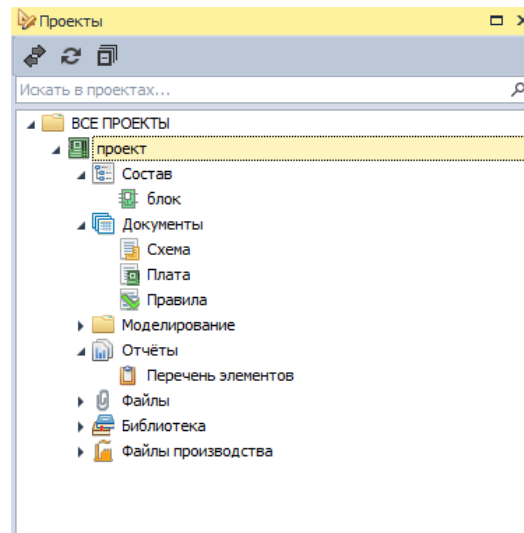 Проекты
Искать в проектах...
ВСЕ ПРОЕКТЫ
проект
Состав
блок
Документы
Схема
Плата
Правила
Моделирование
Отчёты
Перечень элементов
Файлы
Библиотека
Файлы производства